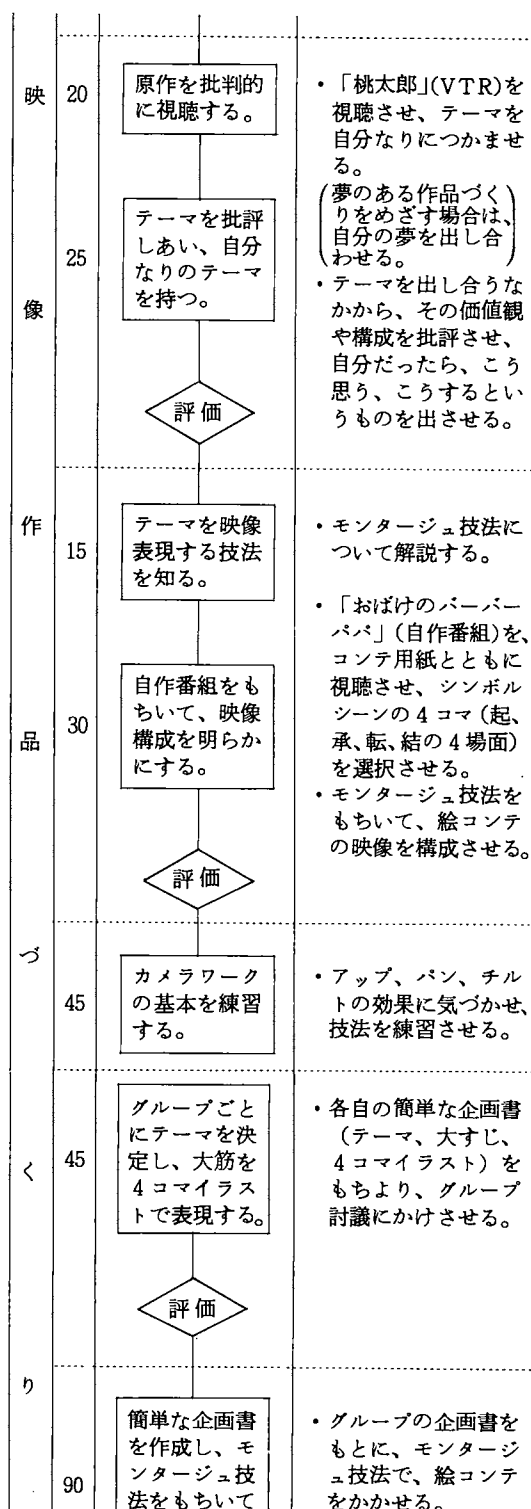 映像作品づくり
20
原作を批判的
に視聴する。
・「桃太郎」(VTR)を
視聴させ、テーマを
自分なりにつかませ
る。
(夢のある作品づく
りをめざす場合は、
自分の夢を出し合
わせる。)
25
テーマを批評
しあい、自分
なりのテーマ
を持つ。
・テーマを出し合うな
かから、その価値観
や構成を批評させ、
自分だったら、こう
思う、こうするとい
うものを出させる。
評価
15
テーマを映像
表現する技法
を知る。
・モンタージュ技法に
ついて解説する。
30
自作番組をも
ちいて、映像
構成を明らか
にする。
・「おばけのバーバー
パパ」(自作番組)を、
コンテ用紙とともに
視聴させ、シンボル
シーンの4コマ(起、
承、転、結の4場面)
を選択させる。
・モンタージュ技法を
もちいて、絵コンテ
の映像を構成させる。
評価
45
カメラワーク
の基本を練習
する。
・アップ、パン、チル
トの効果に気づかせ、
技法を練習させる。
45
グループごと
にテーマを決
定し、大筋を
4コマイラス
トで表現する。
・各自の簡単な企画書
(テーマ、大すじ、
4コマイラスト)を
もちより、グループ
討議にかけさせる。
評価
90
簡単な企画書
を作成し、モ
ンタージュ技
法をもちいて
・グループの企画書を
もとに、モンタージ
ュ技法で、絵コンテ
をかかせる。